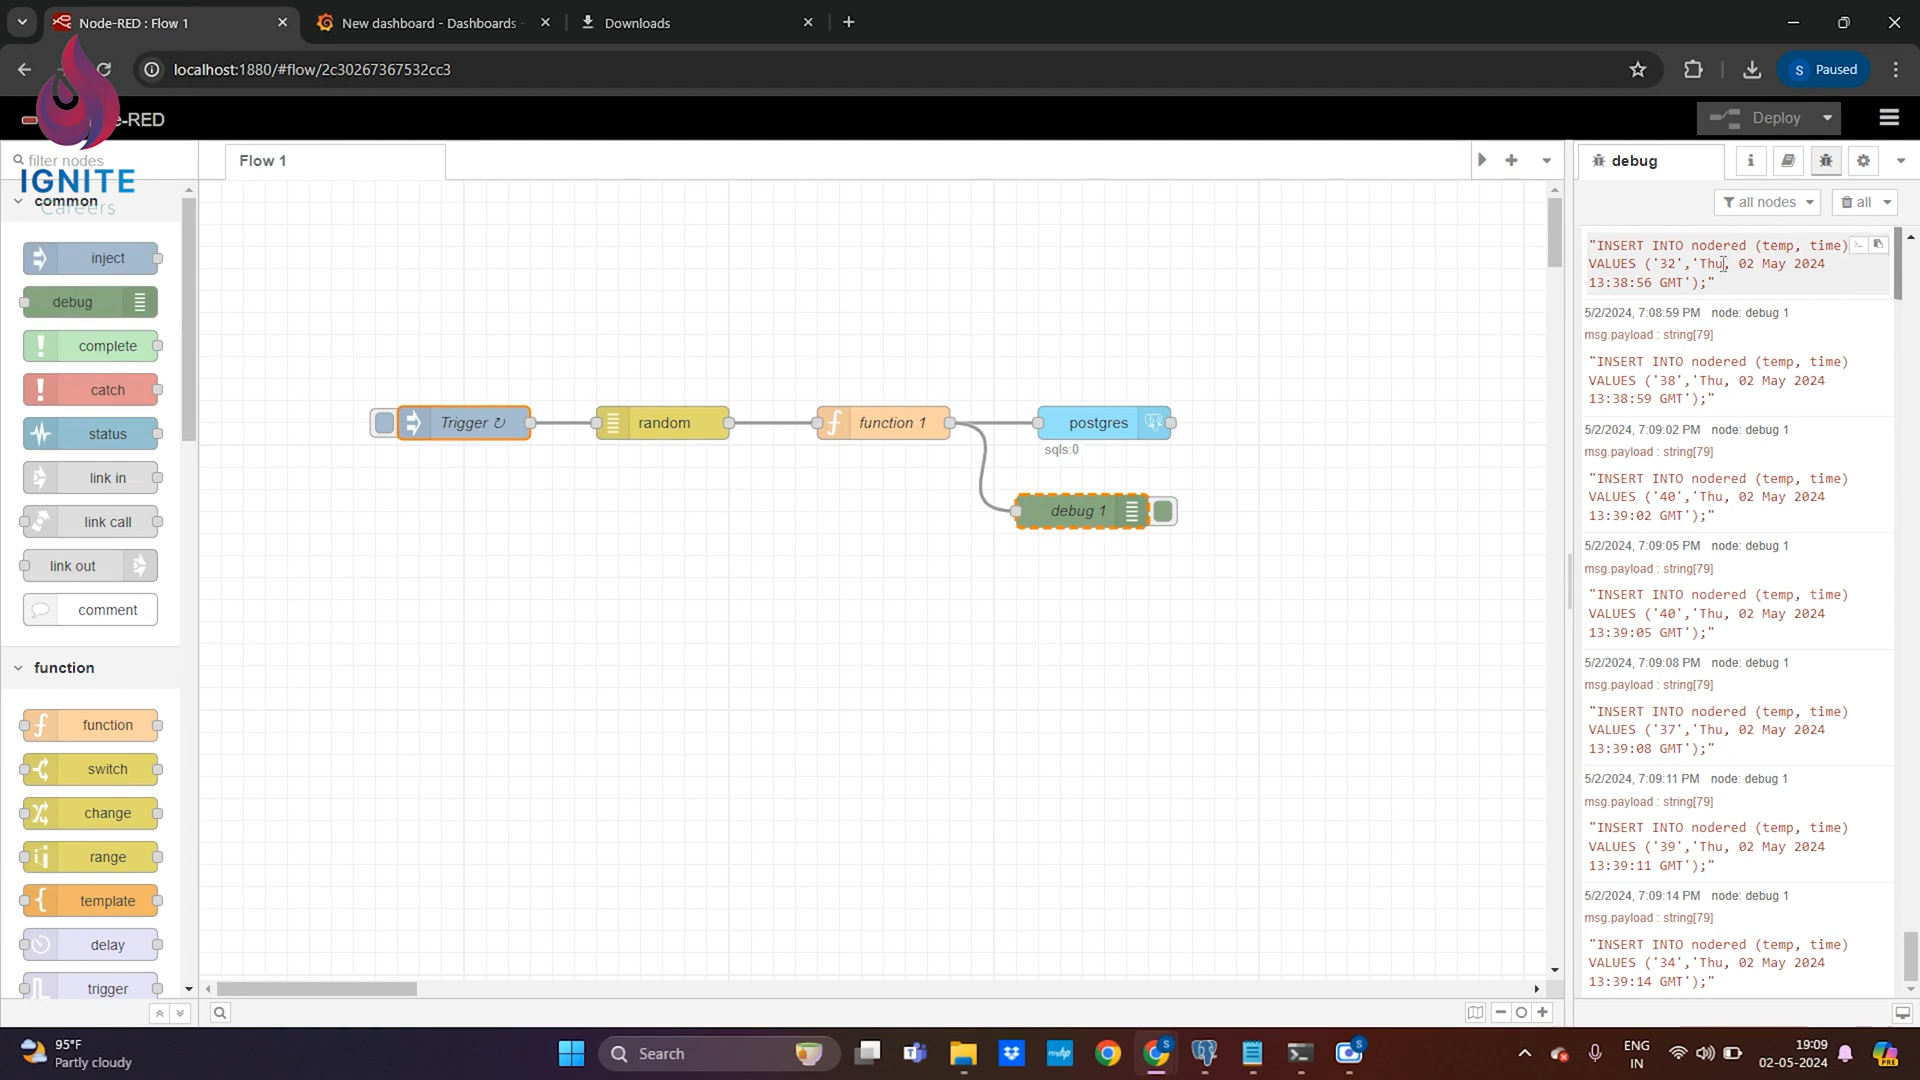 Node-RED : Flow 1
New dashboard - Dashboards -
Downloads
localhost:1880/#flow/2c30267367532cc3
S Paused
e-RED
Deploy
filter nodes
IGNITE
Careers
Flow 1
debug
all nodes
all
common
inject
debug
complete
catch
status
link in
link call
link out
comment
function
function
switch
change
range
template
delay
trigger
Trigger ↻
random
function 1
postgres
sqls:0
debug 1
"INSERT INTO nodered (temp, time)
VALUES ('32','Thu, 02 May 2024
13:38:56 GMT');"
5/2/2024, 7:08:59 PM node: debug 1
msg.payload : string[79]
"INSERT INTO nodered (temp, time)
VALUES ('38','Thu, 02 May 2024
13:38:59 GMT');"
5/2/2024, 7:09:02 PM node: debug 1
msg.payload : string[79]
"INSERT INTO nodered (temp, time)
VALUES ('40','Thu, 02 May 2024
13:39:02 GMT');"
5/2/2024, 7:09:05 PM node: debug 1
msg.payload : string[79]
"INSERT INTO nodered (temp, time)
VALUES ('40','Thu, 02 May 2024
13:39:05 GMT');"
5/2/2024, 7:09:08 PM node: debug 1
msg.payload : string[79]
"INSERT INTO nodered (temp, time)
VALUES ('37','Thu, 02 May 2024
13:39:08 GMT');"
5/2/2024, 7:09:11 PM node: debug 1
msg.payload : string[79]
"INSERT INTO nodered (temp, time)
VALUES ('39','Thu, 02 May 2024
13:39:11 GMT');"
5/2/2024, 7:09:14 PM node: debug 1
msg.payload : string[79]
"INSERT INTO nodered (temp, time)
VALUES ('34','Thu, 02 May 2024
13:39:14 GMT');"
95°F
Partly cloudy
Search
myhp
S
S
ENG
IN
19:09
02-05-2024
PRE